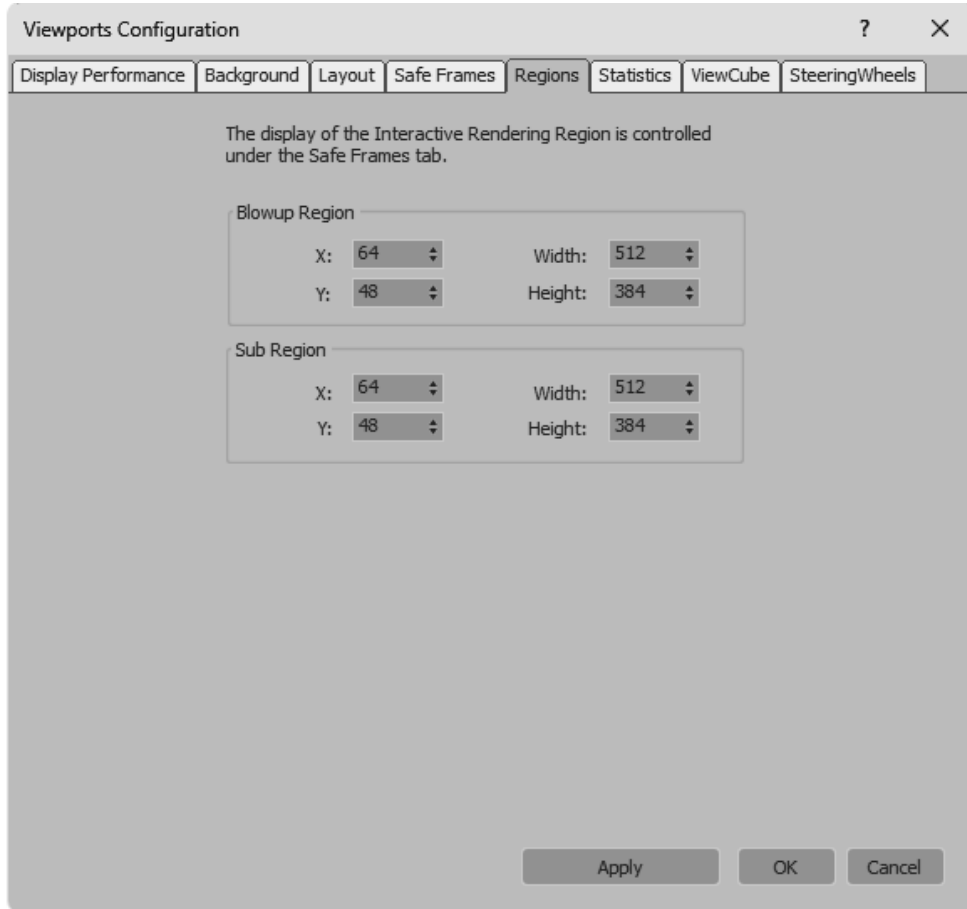 Viewports Configuration ? ×
Display Performance Background Layout Safe Frames Regions Statistics ViewCube SteeringWheels
The display of the Interactive Rendering Region is controlled
under the Safe Frames tab.
Blowup Region
X: 64 Width: 512
Y: 48 Height: 384
Sub Region
X: 64 Width: 512
Y: 48 Height: 384
Apply OK Cancel